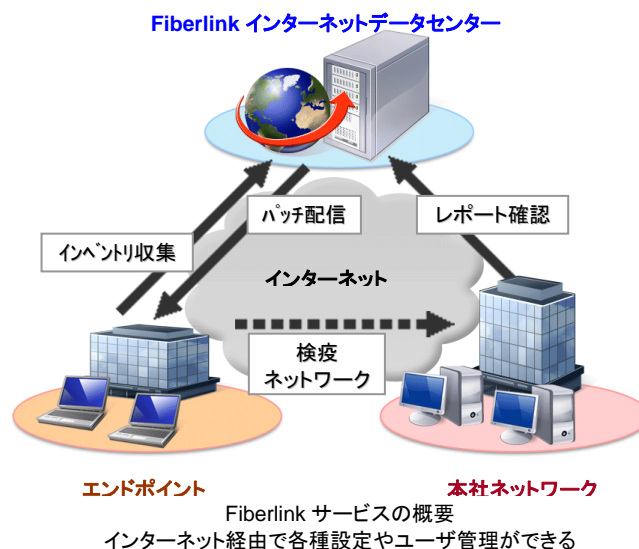 Fiberlink インターネットデータセンター
パッチ配信
レポート確認
インベントリ収集
インターネット
検疫
ネットワーク
エンドポイント
本社ネットワーク
Fiberlink サービスの概要
インターネット経由で各種設定やユーザ管理ができる